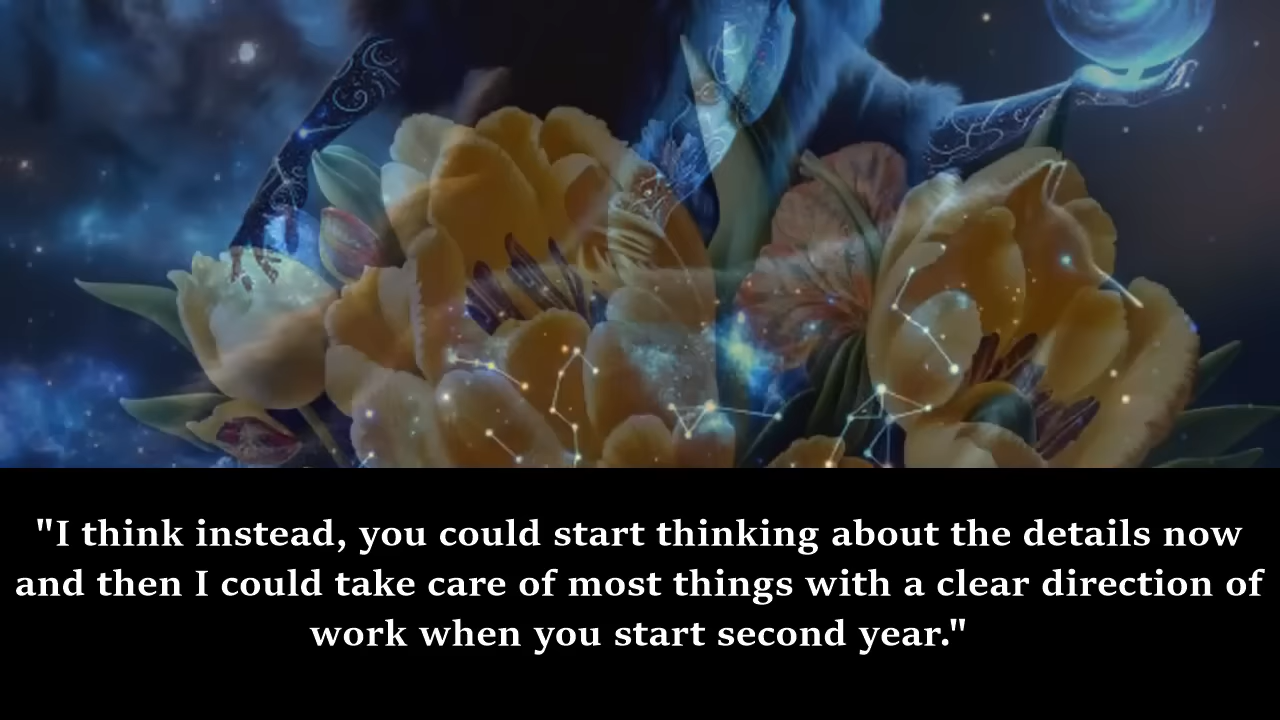 "I think instead, you could start thinking about the details now
and then I could take care of most things with a clear direction of
work when you start second year."